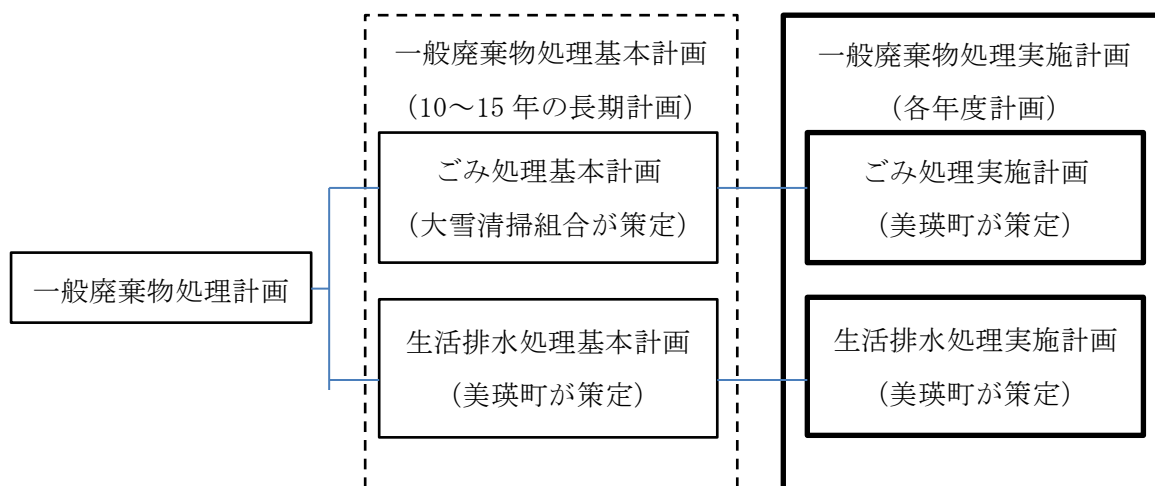 一般廃棄物処理計画
一般廃棄物処理基本計画
(10~15年の長期計画)
ごみ処理基本計画
(大雪清掃組合が策定)
生活排水処理基本計画
(美瑛町が策定)
一般廃棄物処理実施計画
(各年度計画)
ごみ処理実施計画
(美瑛町が策定)
生活排水処理実施計画
(美瑛町が策定)